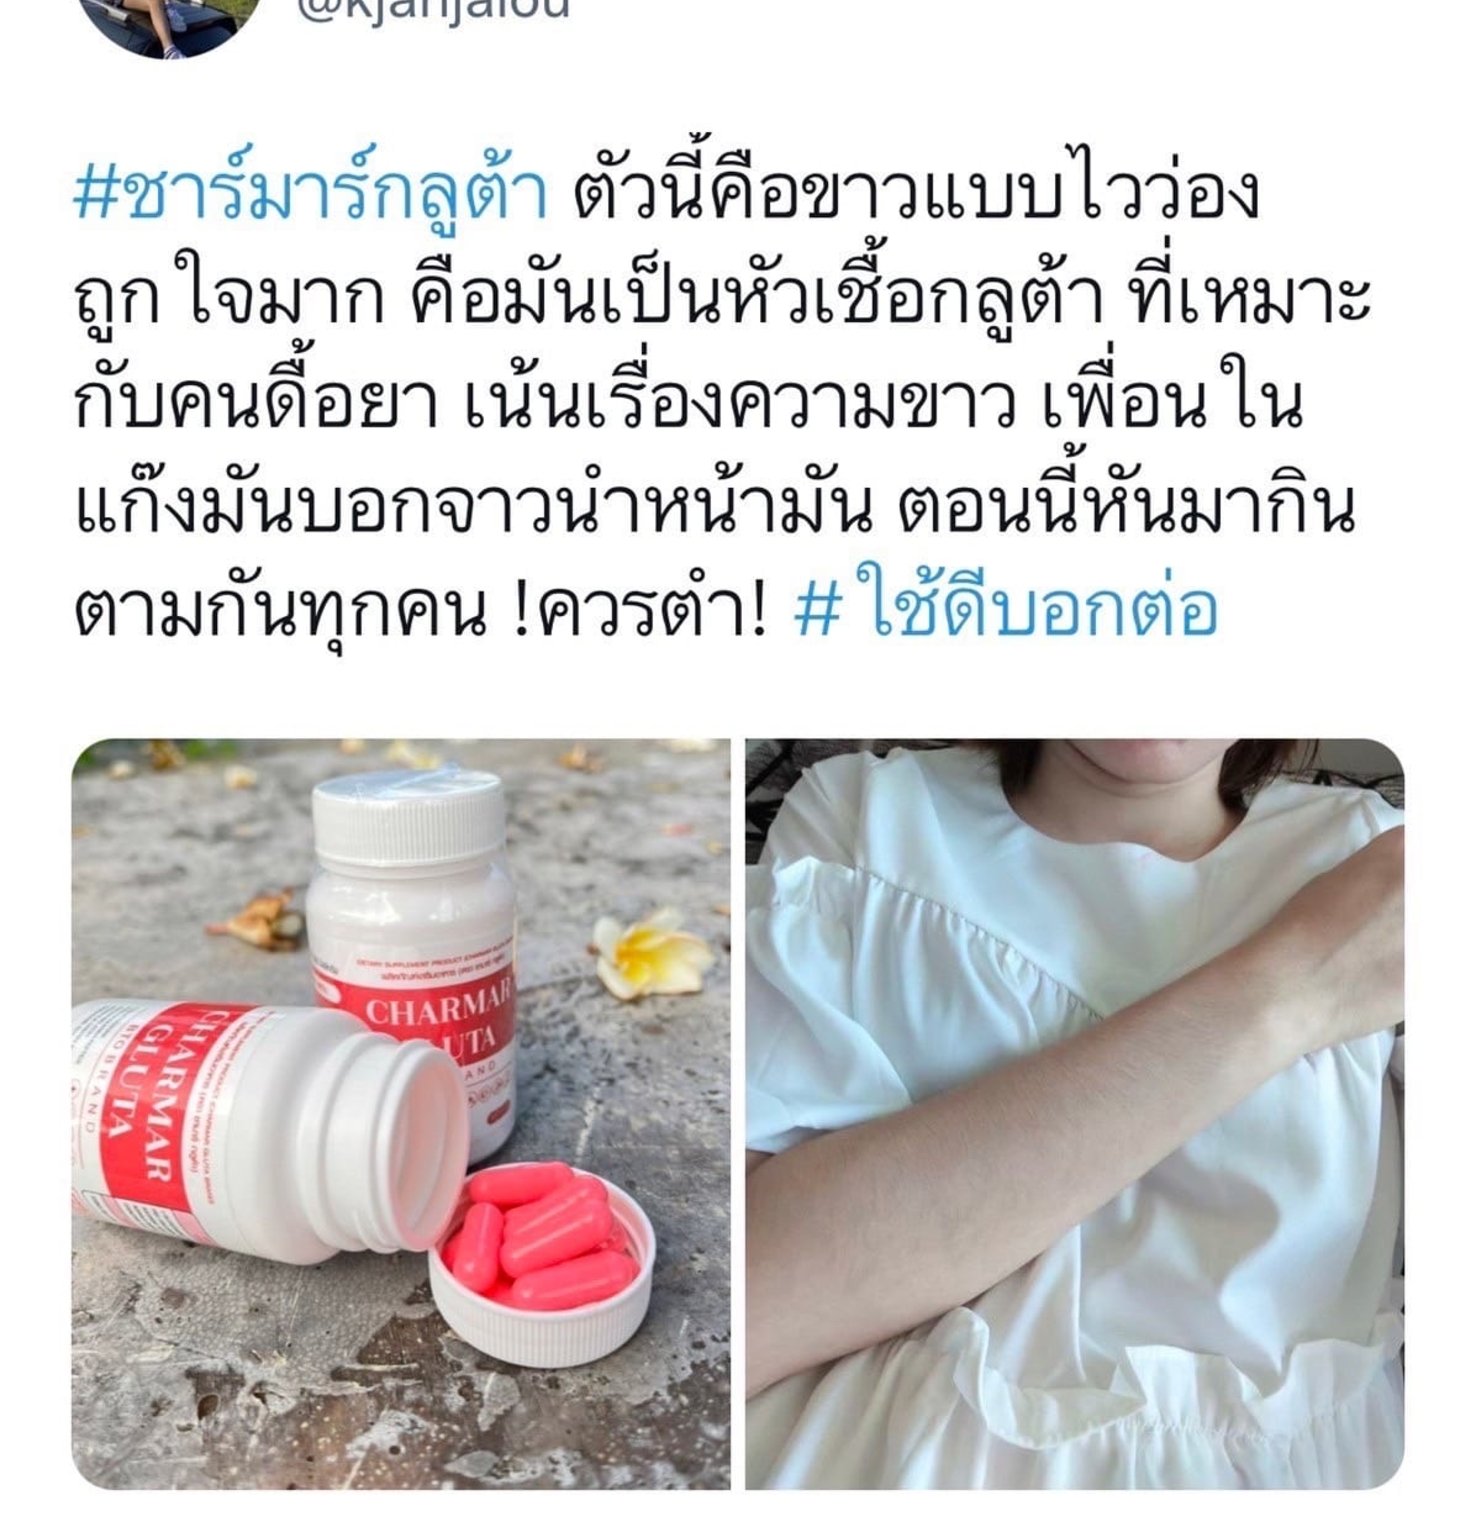 @kjanjalou
#ชาร์มาร์กลูต้า ตัวนี้คือขาวแบบไวว่อง
ถูกใจมาก คือมันเป็นหัวเชื้อกลูต้า ที่เหมาะ
กับคนดื้อยา เน้นเรื่องความขาว เพื่อนใน
แก๊งมันบอกจาวนำหน้ามัน ตอนนี้หันมากิน
ตามกันทุกคน !ควรตำ! #ใช้ดีบอกต่อ
CHARMAR
UTA
AND
CHARMAR
GLUTA
BTO BRAND